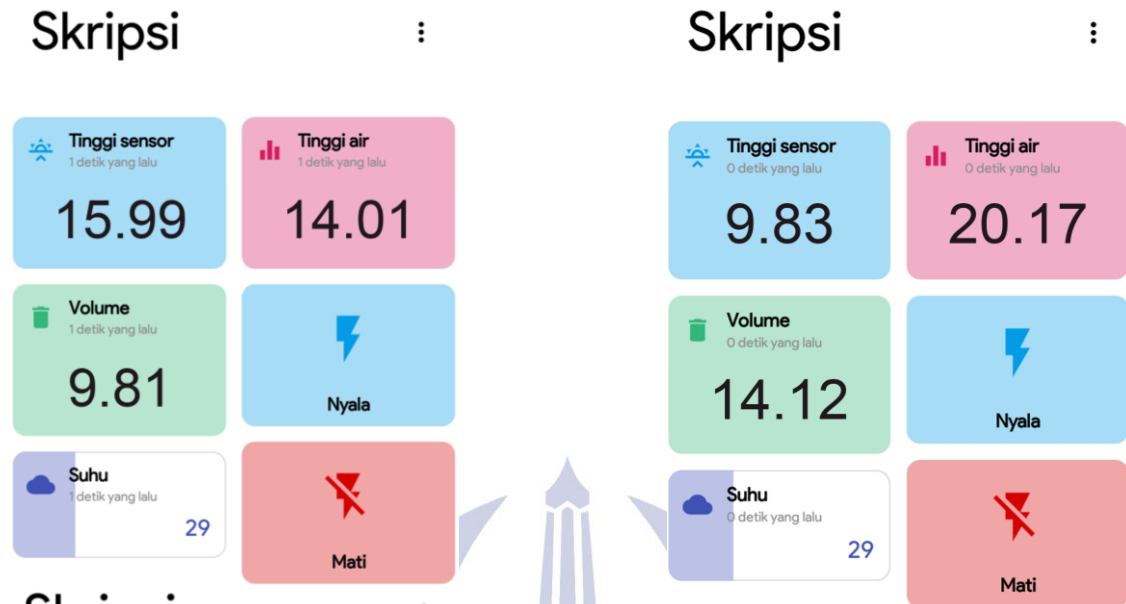 Skripsi
Tinggi sensor
1 detik yang lalu
15.99
Tinggi air
1 detik yang lalu
14.01
Volume
1 detik yang lalu
9.81
Nyala
Suhu
1 detik yang lalu
29
Mati
Skripsi
Tinggi sensor
0 detik yang lalu
9.83
Tinggi air
0 detik yang lalu
20.17
Volume
0 detik yang lalu
14.12
Nyala
Suhu
0 detik yang lalu
29
Mati